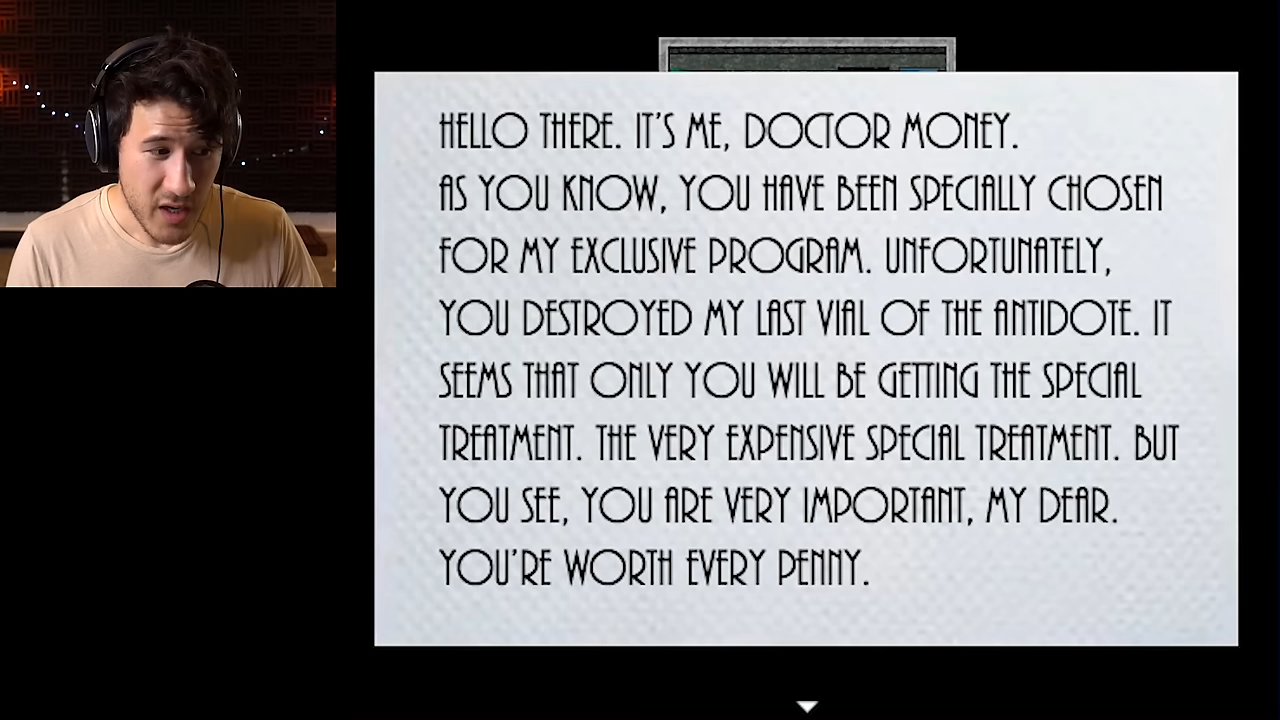 HELLO THERE. IT'S ME, DOCTOR MONEY.
AS YOU KNOW, YOU HAVE BEEN SPECIALLY CHOSEN
FOR MY EXCLUSIVE PROGRAM. UNFORTUNATELY,
YOU DESTROYED MY LAST VIAL OF THE ANTIDOTE. IT
SEEMS THAT ONLY YOU WILL BE GETTING THE SPECIAL
TREATMENT. THE VERY EXPENSIVE SPECIAL TREATMENT. BUT
YOU SEE, YOU ARE VERY IMPORTANT, MY DEAR.
YOU'RE WORTH EVERY PENNY.